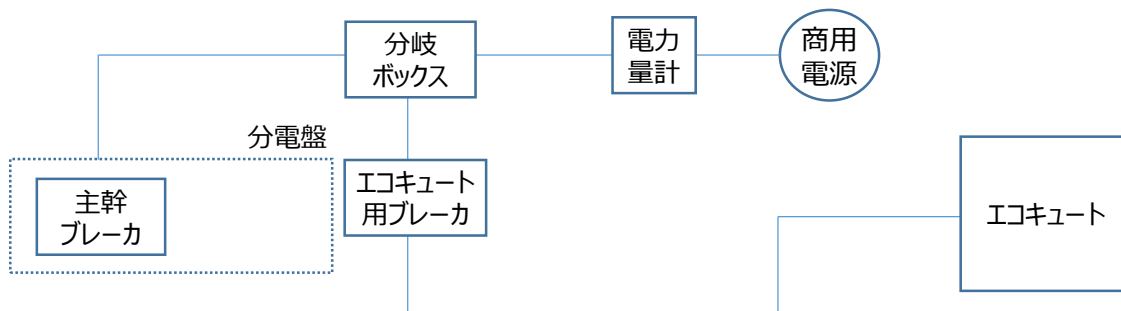 分岐
ボックス
電力
量計
商用
電源
分電盤
主幹
ブレーカ
エコキュート
用ブレーカ
エコキュート